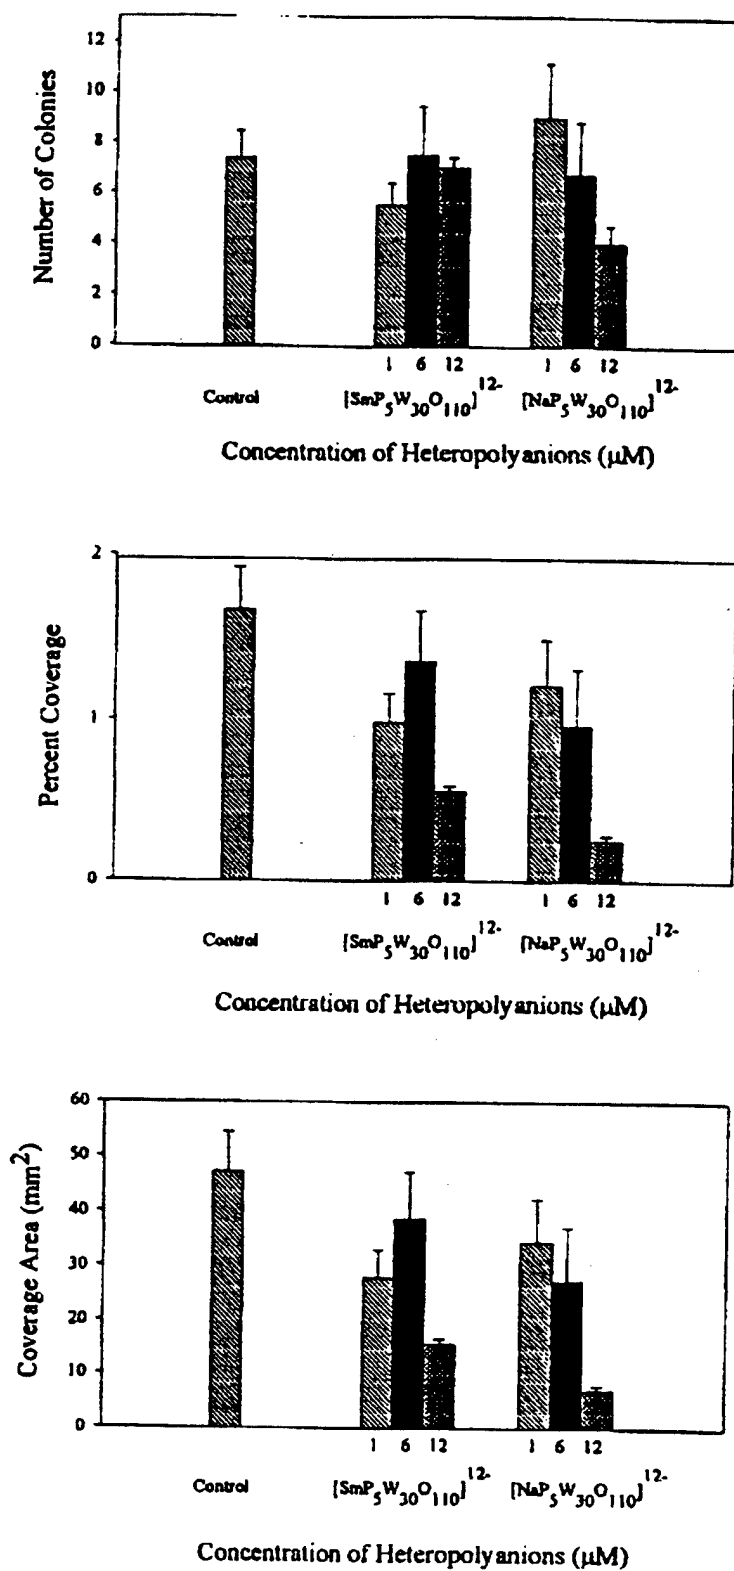 12
10
8
6
4
2
0
Number of Colonies
1 6 12 1 6 12
Control [SmP5W30O110]12- [NaP5W30O110]12-
Concentration of Heteropolyanions (μM)
2
1
0
Percent Coverage
1 6 12 1 6 12
Control [SmP5W30O110]12- [NaP5W30O110]12-
Concentration of Heteropolyanions (μM)
60
50
40
30
20
10
0
Coverage Area (mm2)
1 6 12 1 6 12
Control [SmP5W30O110]12- [NaP5W30O110]12-
Concentration of Heteropolyanions (μM)